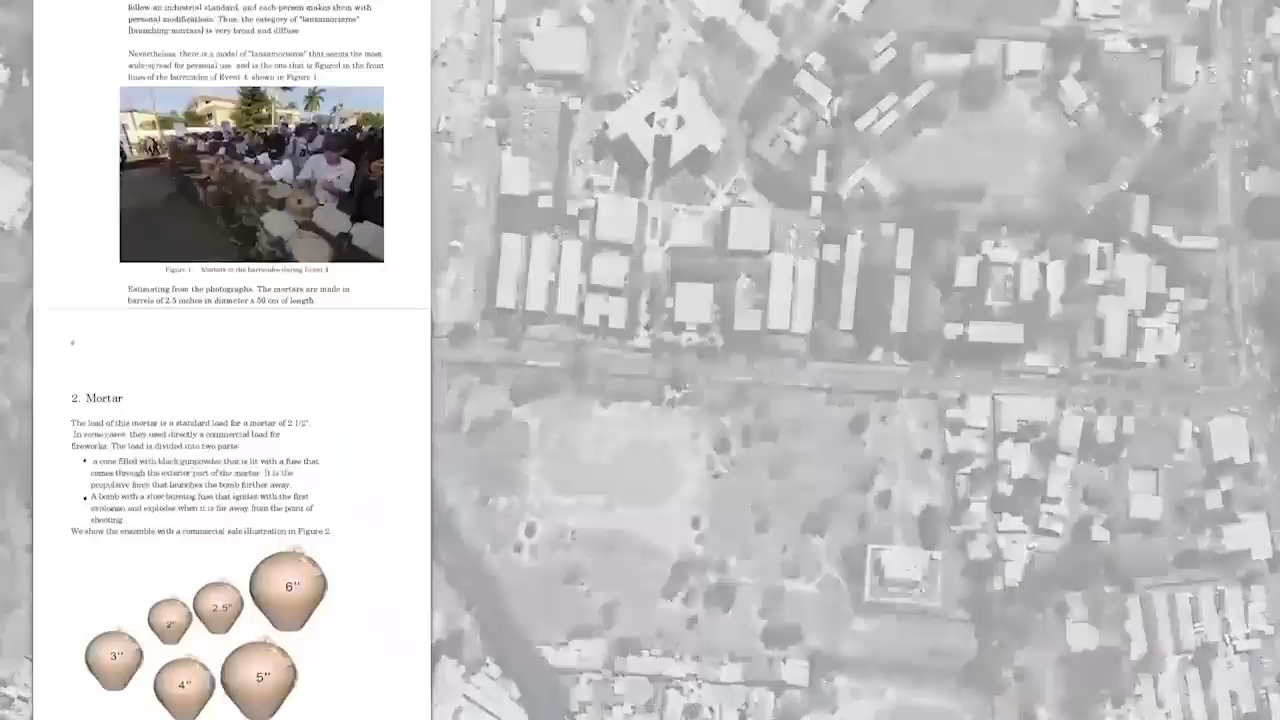 follow an industrial standard, and each person makes them with
personal modifications. Thus, the category of "lanzamorteros"
[launching-mortars] is very broad and diffuse
Nevertheless, there is a model of "lanzamorteros" that seems the most
widespread for personal use, and is the one that is figured in the front
lines of the barricades of Event 4, shown in Figure 1
Figure 1 Mortars in the barricades during Event 4
Estimating from the photographs. The mortars are made in
barrels of 2.5 inches in diameter x 50 cm of length
2. Mortar
The load of this mortar is a standard load for a mortar of 2 1/2".
In some cases, they used directly a commercial load for
fireworks. The load is divided into two parts:
• a cone filled with black gunpowder that is lit with a fuse that
comes through the exterior part of the mortar. It is the
propulsive force that launches the bomb further away.
• A bomb with a slow-burning fuse that ignites with the first
explosion and explodes when it is far away from the point of
shooting
We show the ensemble with a commercial sale illustration in Figure 2.
6"
2.5"
2"
3"
4"
5"